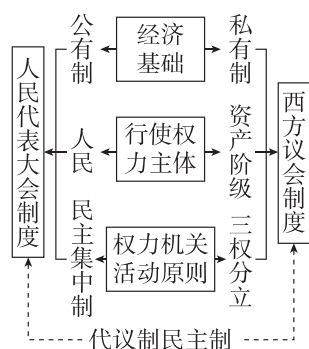 人民代表大会制度
公有制
经济
基础
私有制
人民
行使权
力主体
资产阶级
民主集中制
权力机关
活动原则
三权分立
西方议会制度
代议制民主制